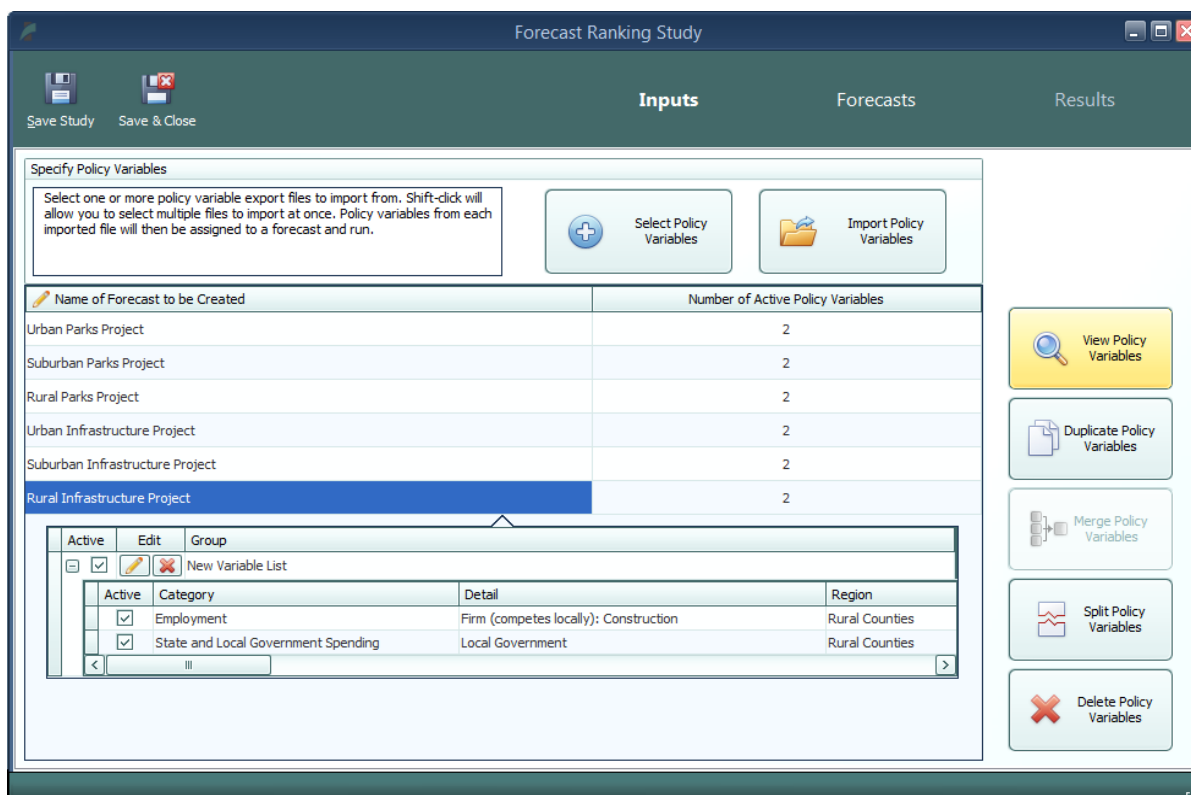 Forecast Ranking Study
Save Study
Save & Close
Inputs
Forecasts
Results
Specify Policy Variables
Select one or more policy variable export files to import from. Shift-click will
allow you to select multiple files to import at once. Policy variables from each
imported file will then be assigned to a forecast and run.
Select Policy
Variables
Import Policy
Variables
Name of Forecast to be Created
Number of Active Policy Variables
Urban Parks Project
2
Suburban Parks Project
2
Rural Parks Project
2
Urban Infrastructure Project
2
Suburban Infrastructure Project
2
Rural Infrastructure Project
2
Active
Edit
Group
New Variable List
Active
Category
Detail
Region
Employment
Firm (competes locally): Construction
Rural Counties
State and Local Government Spending
Local Government
Rural Counties
View Policy
Variables
Duplicate Policy
Variables
Merge Policy
Variables
Split Policy
Variables
Delete Policy
Variables